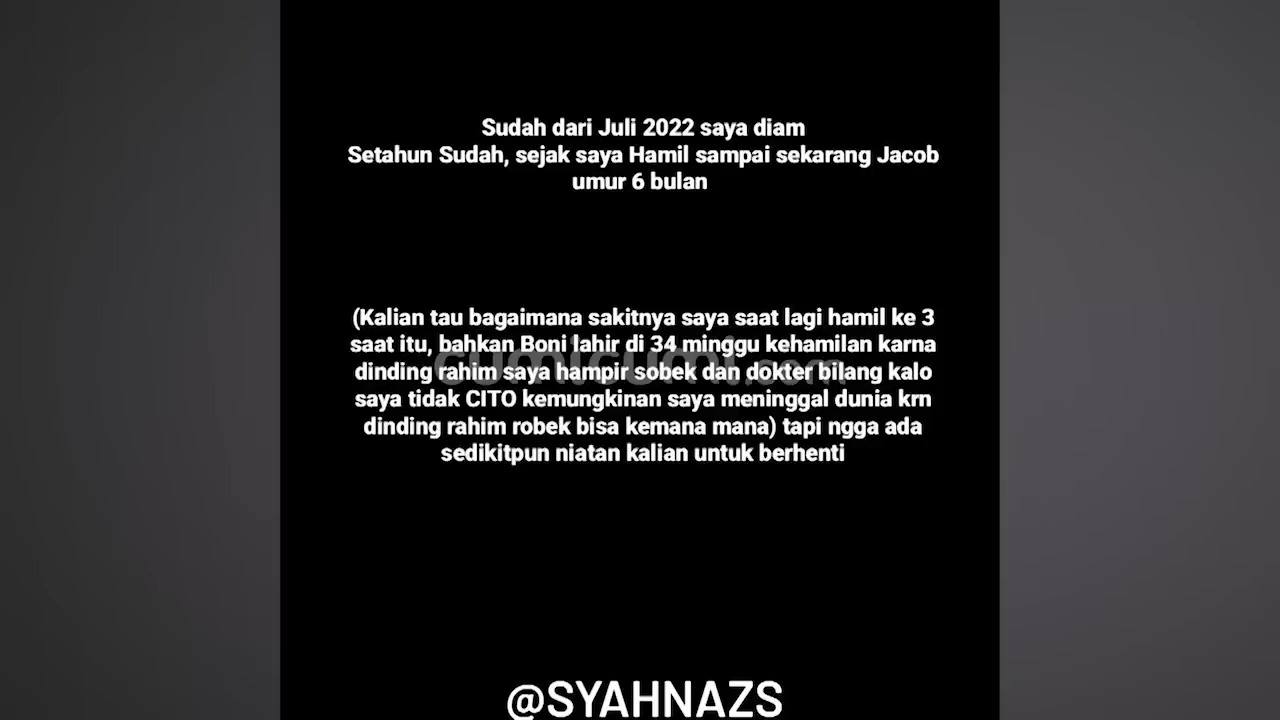 Sudah dari Juli 2022 saya diam
Setahun Sudah, sejak saya Hamil sampai sekarang Jacob
umur 6 bulan
(Kalian tau bagaimana sakitnya saya saat lagi hamil ke 3
saat itu, bahkan Boni lahir di 34 minggu kehamilan karna
dinding rahim saya hampir sobek dan dokter bilang kalo
saya tidak CITO kemungkinan saya meninggal dunia krn
dinding rahim robek bisa kemana mana) tapi ngga ada
sedikitpun niatan kalian untuk berhenti
cumicumi.com
@SYAHNAZS